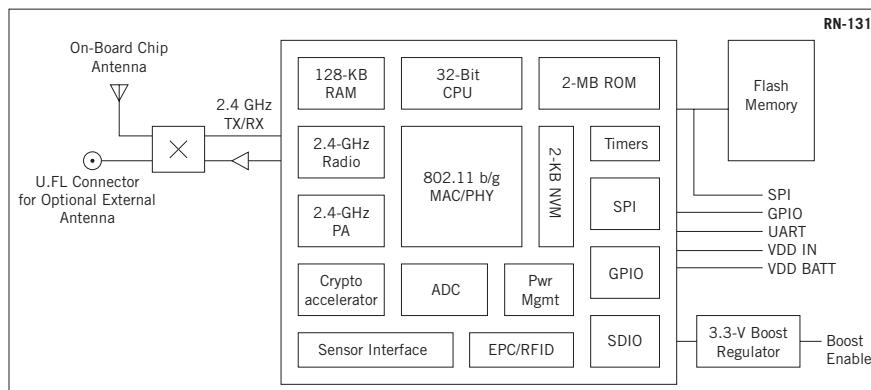 RN-131
On-Board Chip
Antenna
2.4 GHz
TX/RX
U.FL Connector
for Optional External
Antenna
128-KB
RAM
32-Bit
CPU
2-MB ROM
2.4-GHz
Radio
802.11 b/g
MAC/PHY
2-KB NVM
Timers
2.4-GHz
PA
SPI
Crypto
accelerator
ADC
Pwr
Mgmt
GPIO
Sensor Interface
EPC/RFID
SDIO
Flash
Memory
SPI
GPIO
UART
VDD IN
VDD BATT
3.3-V Boost
Regulator
Boost
Enable